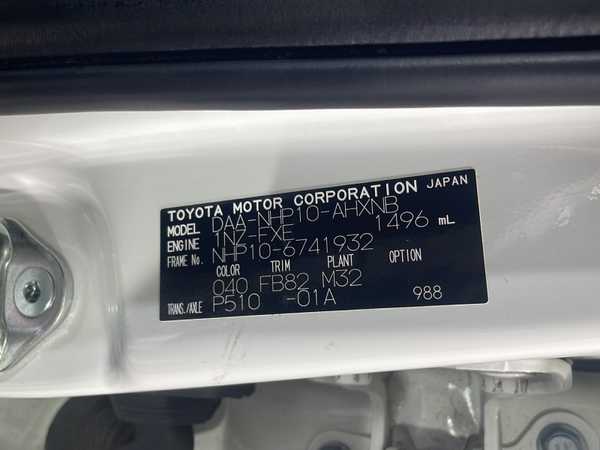 TOYOTA MOTOR CORPORATION JAPAN
MODEL DAA-NHP10-AHXNB
ENGINE 1NZ-FXE 1496 mL
FRAME No. NHP10-6741932
COLOR TRIM PLANT OPTION
040 FB82 M32
TRANS./AXLE P510 -01A 988